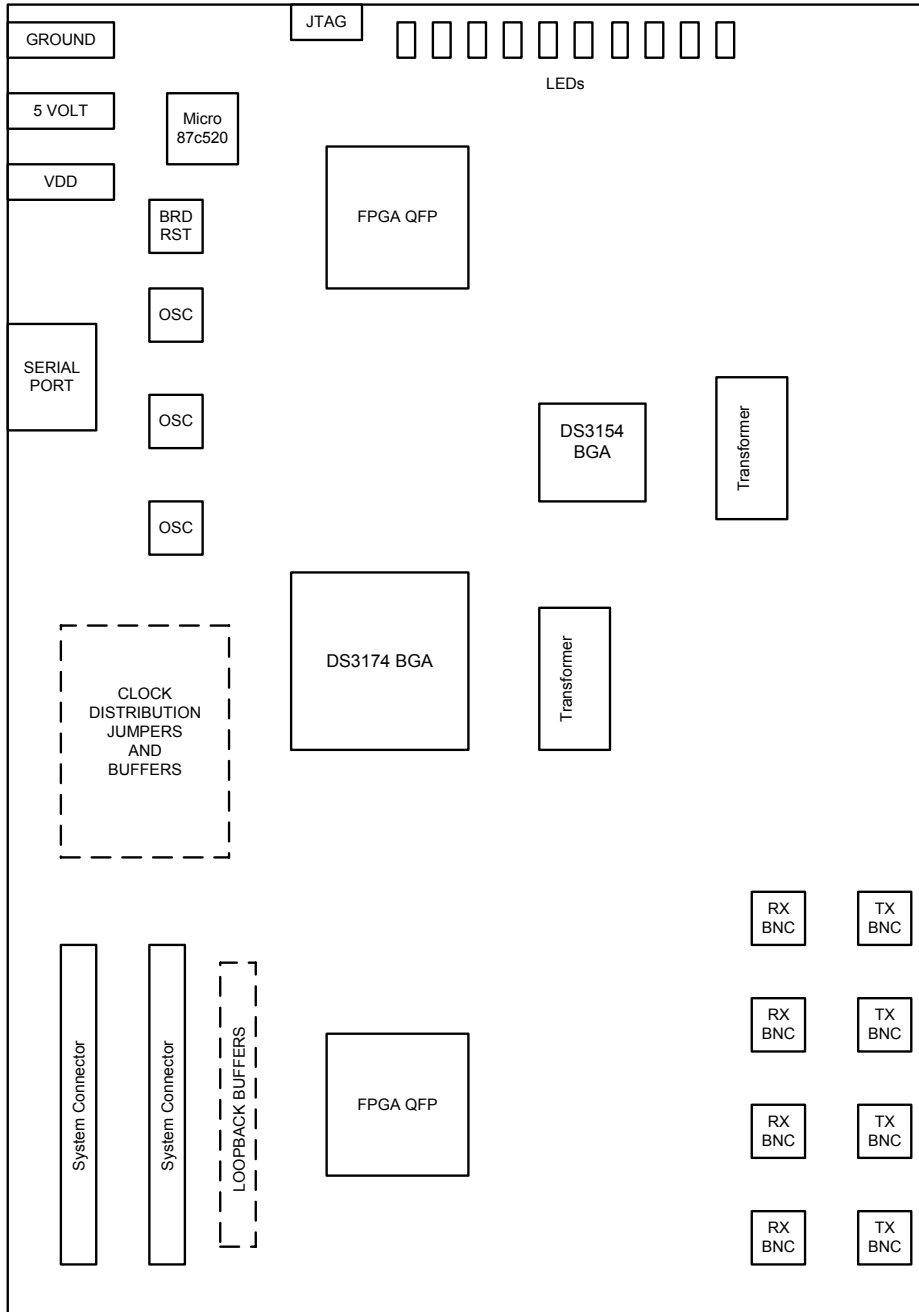 JTAG
GROUND
LEDs
5 VOLT
Micro
87c520
VDD
BRD
RST
FPGA QFP
OSC
SERIAL
PORT
OSC
DS3154
BGA
Transformer
OSC
DS3174 BGA
Transformer
CLOCK
DISTRIBUTION
JUMPERS
AND
BUFFERS
RX
BNC
TX
BNC
System Connector
System Connector
LOOPBACK BUFFERS
FPGA QFP
RX
BNC
TX
BNC
RX
BNC
TX
BNC
RX
BNC
TX
BNC